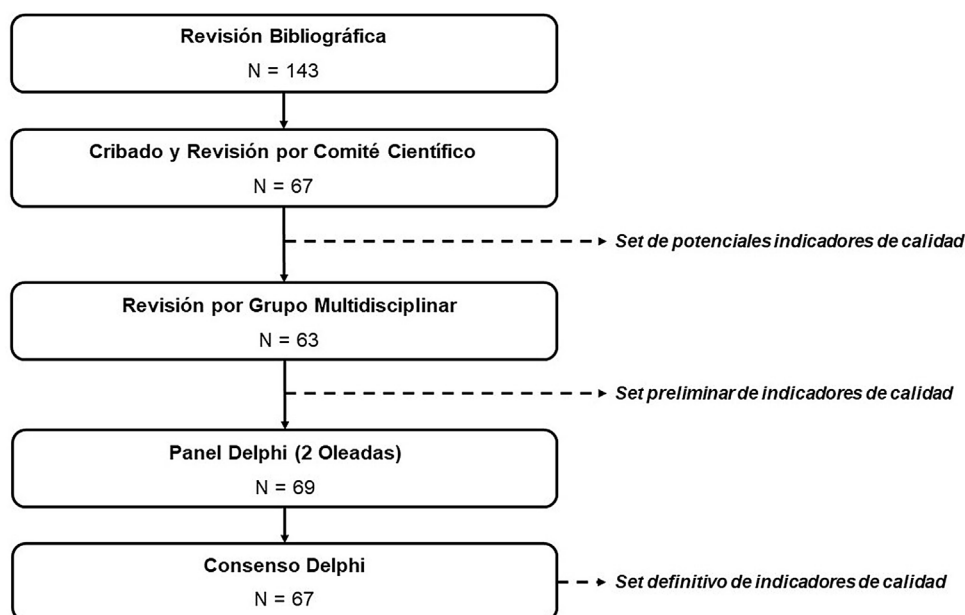 Revisión Bibliográfica
N = 143
Cribado y Revisión por Comité Científico
N = 67
Set de potenciales indicadores de calidad
Revisión por Grupo Multidisciplinar
N = 63
Set preliminar de indicadores de calidad
Panel Delphi (2 Oleadas)
N = 69
Consenso Delphi
N = 67
Set definitivo de indicadores de calidad